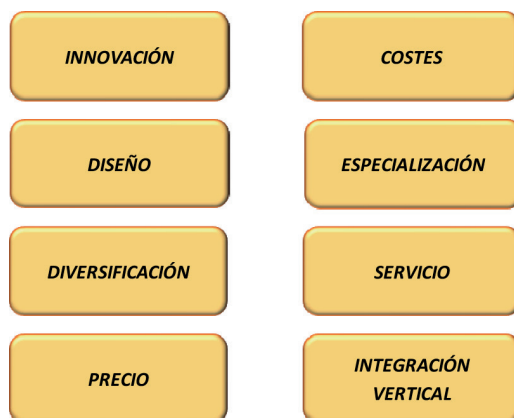 INNOVACIÓN
COSTES
DISEÑO
ESPECIALIZACIÓN
DIVERSIFICACIÓN
SERVICIO
PRECIO
INTEGRACIÓN
VERTICAL